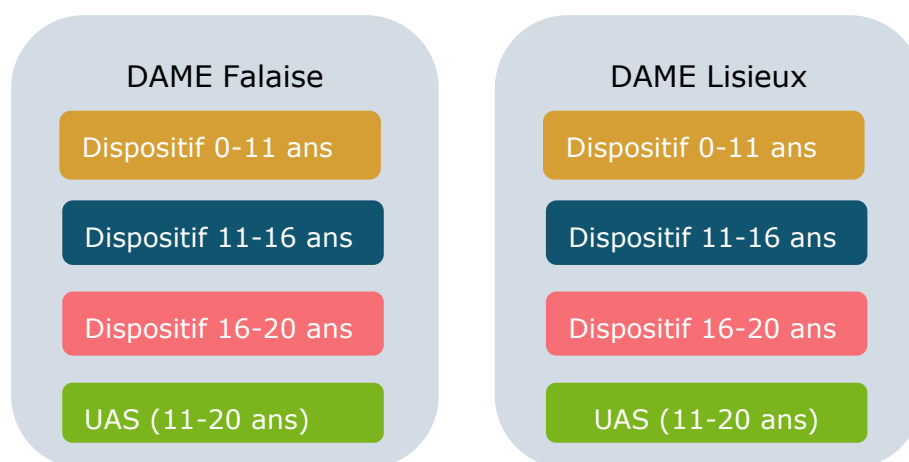 DAME Falaise
Dispositif 0-11 ans
Dispositif 11-16 ans
Dispositif 16-20 ans
UAS (11-20 ans)
DAME Lisieux
Dispositif 0-11 ans
Dispositif 11-16 ans
Dispositif 16-20 ans
UAS (11-20 ans)